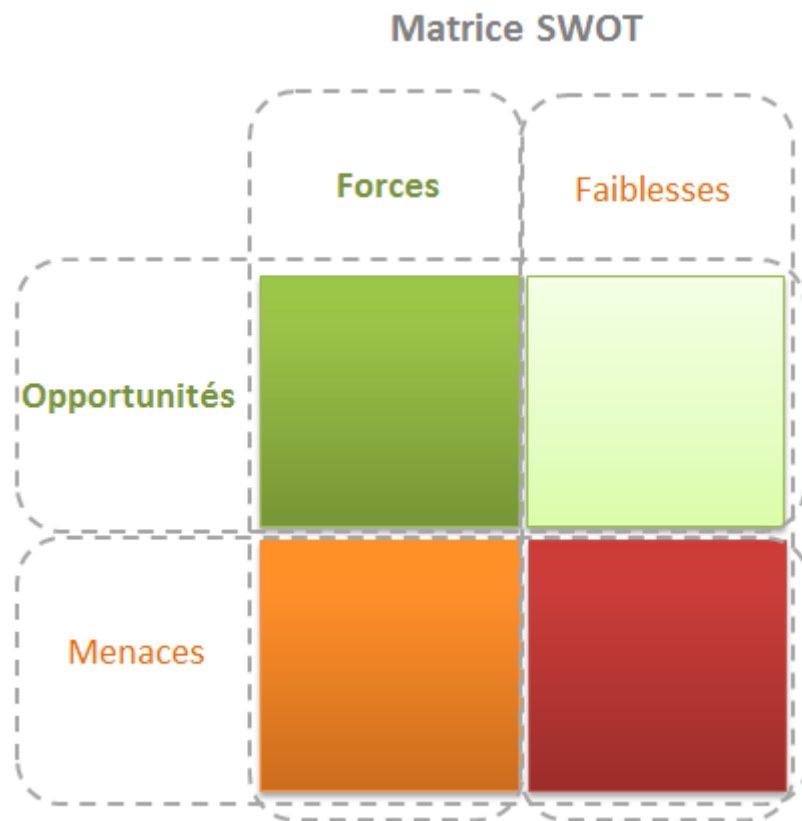 Matrice SWOT
Forces
Faiblesses
Opportunités
Menaces